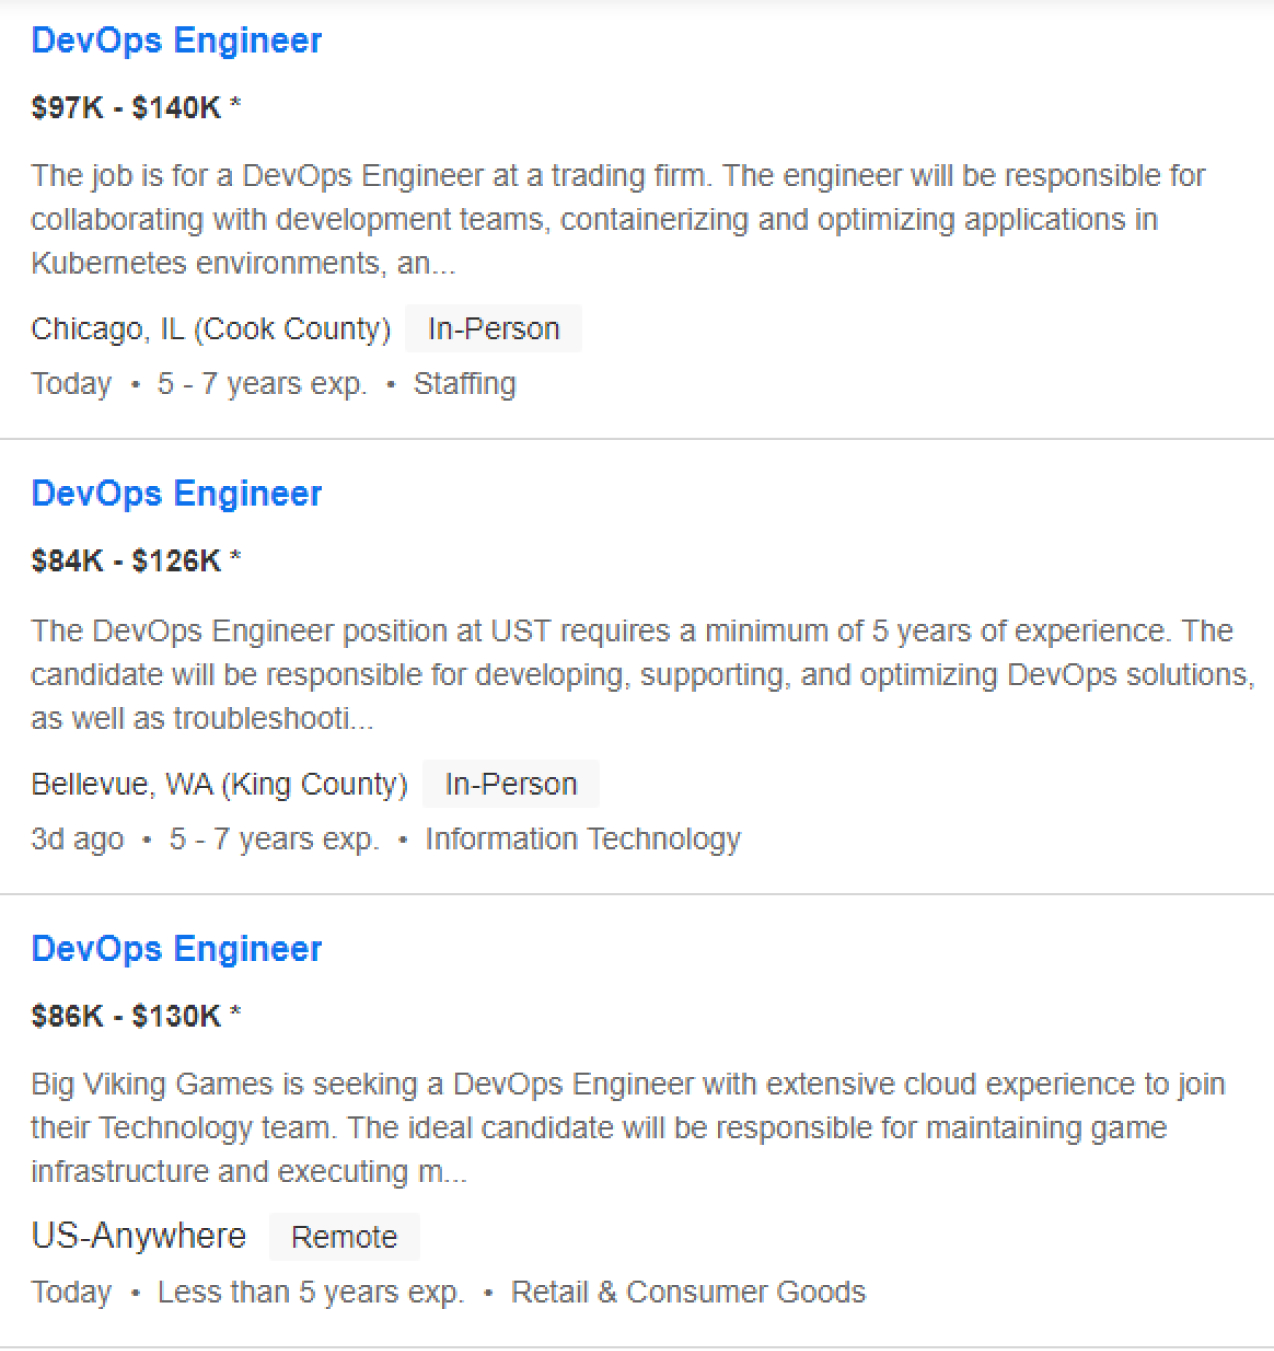 DevOps Engineer
$97K - $140K *
The job is for a DevOps Engineer at a trading firm. The engineer will be responsible for
collaborating with development teams, containerizing and optimizing applications in
Kubernetes environments, an...
Chicago, IL (Cook County) In-Person
Today • 5 - 7 years exp. • Staffing
DevOps Engineer
$84K - $126K *
The DevOps Engineer position at UST requires a minimum of 5 years of experience. The
candidate will be responsible for developing, supporting, and optimizing DevOps solutions,
as well as troubleshooti...
Bellevue, WA (King County) In-Person
3d ago • 5 - 7 years exp. • Information Technology
DevOps Engineer
$86K - $130K *
Big Viking Games is seeking a DevOps Engineer with extensive cloud experience to join
their Technology team. The ideal candidate will be responsible for maintaining game
infrastructure and executing m...
US-Anywhere Remote
Today • Less than 5 years exp. • Retail & Consumer Goods